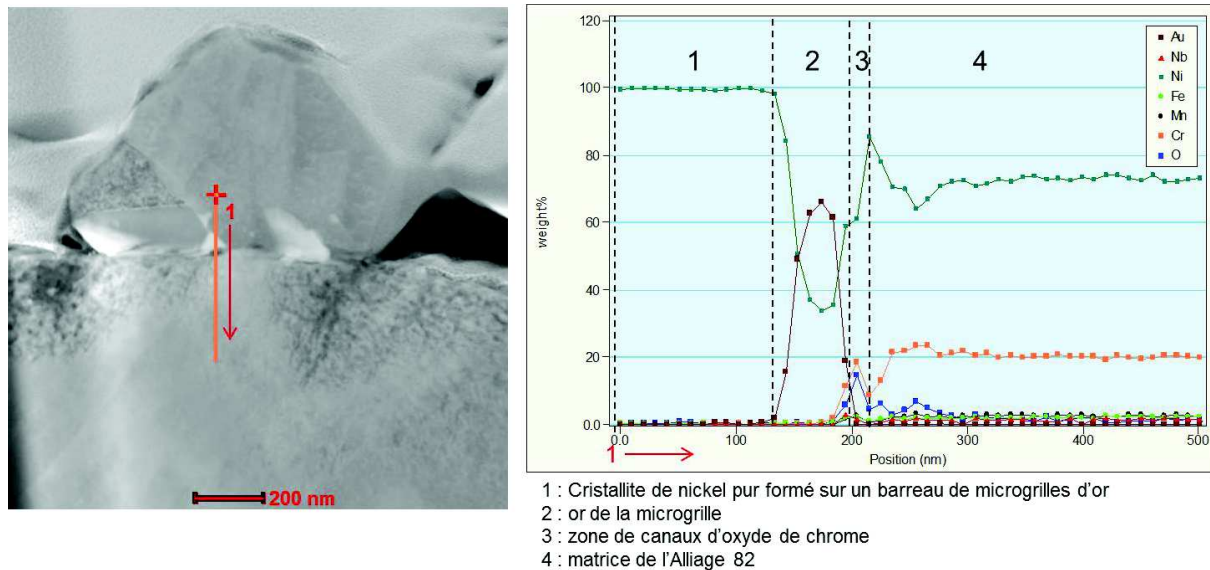 1
200 nm
120
100
80
60
40
20
0.0
weight%
1 2 3 4
Au
Nb
Ni
Fe
Mn
Cr
O
0.0 100 200 300 400 500
1
Position (nm)
1 : Cristallite de nickel pur formé sur un barreau de microgrilles d'or
2 : or de la microgrille
3 : zone de canaux d'oxyde de chrome
4 : matrice de l'Alliage 82